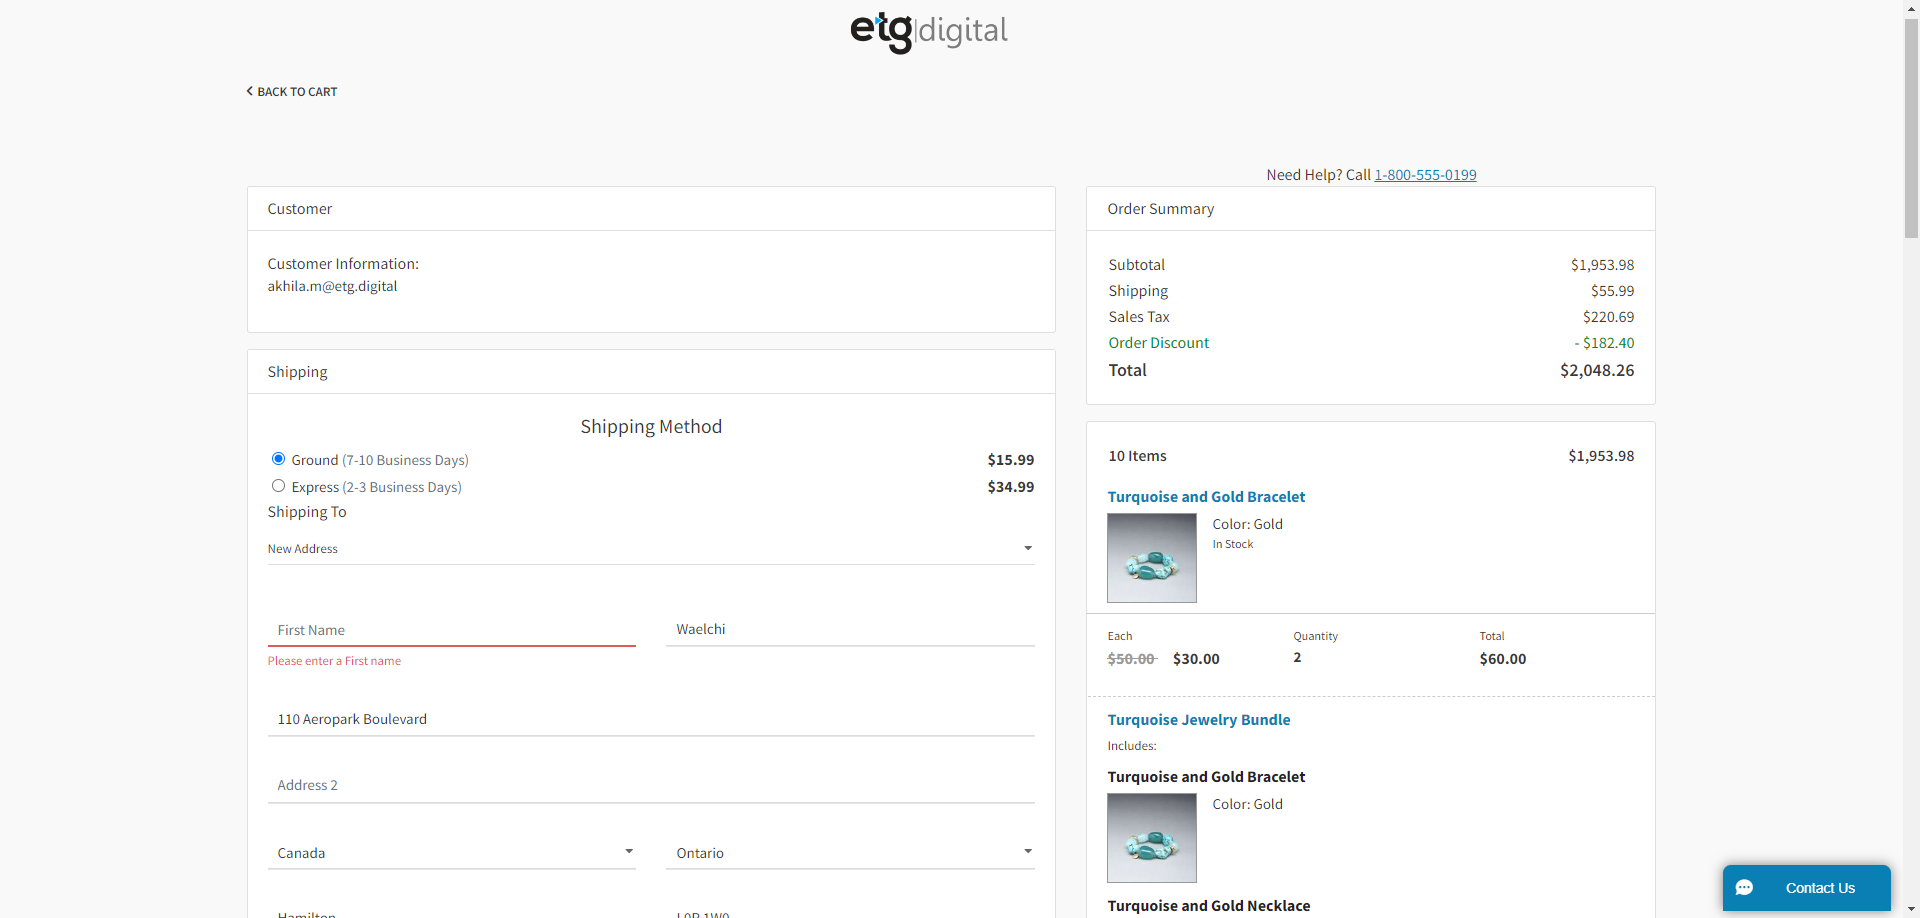 etg|digital
BACK TO CART
Need Help? Call 1-800-555-0199
Customer
Customer Information:
akhila.m@etg.digital
Shipping
Shipping Method
Ground (7-10 Business Days) $15.99
Express (2-3 Business Days) $34.99
Shipping To
New Address
First Name Waelchi
Please enter a First name
110 Aeropark Boulevard
Address 2
Canada Ontario
Hamilton L0R 1W0
Order Summary
Subtotal $1,953.98
Shipping $55.99
Sales Tax $220.69
Order Discount - $182.40
Total $2,048.26
10 Items $1,953.98
Turquoise and Gold Bracelet
Color: Gold
In Stock
Each Quantity Total
$50.00 $30.00 2 $60.00
Turquoise Jewelry Bundle
Includes:
Turquoise and Gold Bracelet
Color: Gold
Turquoise and Gold Necklace
Contact Us